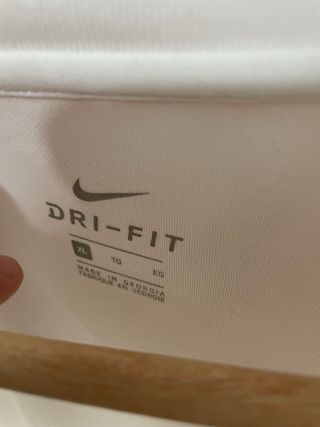 DRI-FIT
XL TG EG
MADE IN GEORGIA
FABRIQUÉ EN GÉORGIE